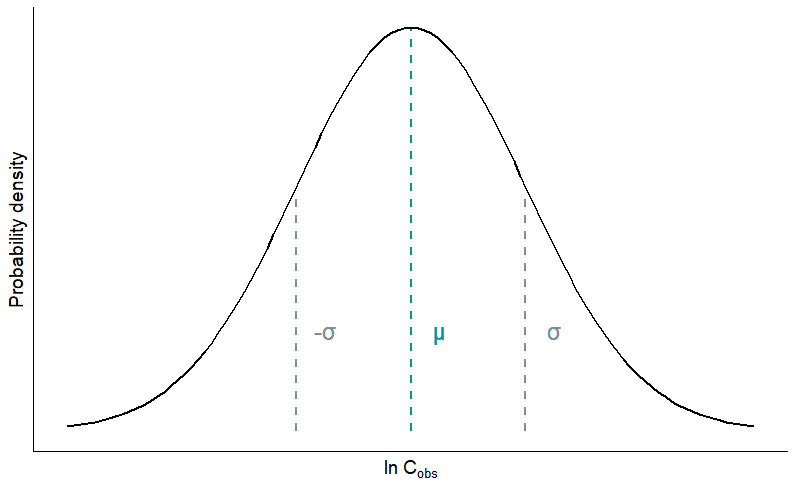 Probability density
-σ
μ
σ
ln C_obs